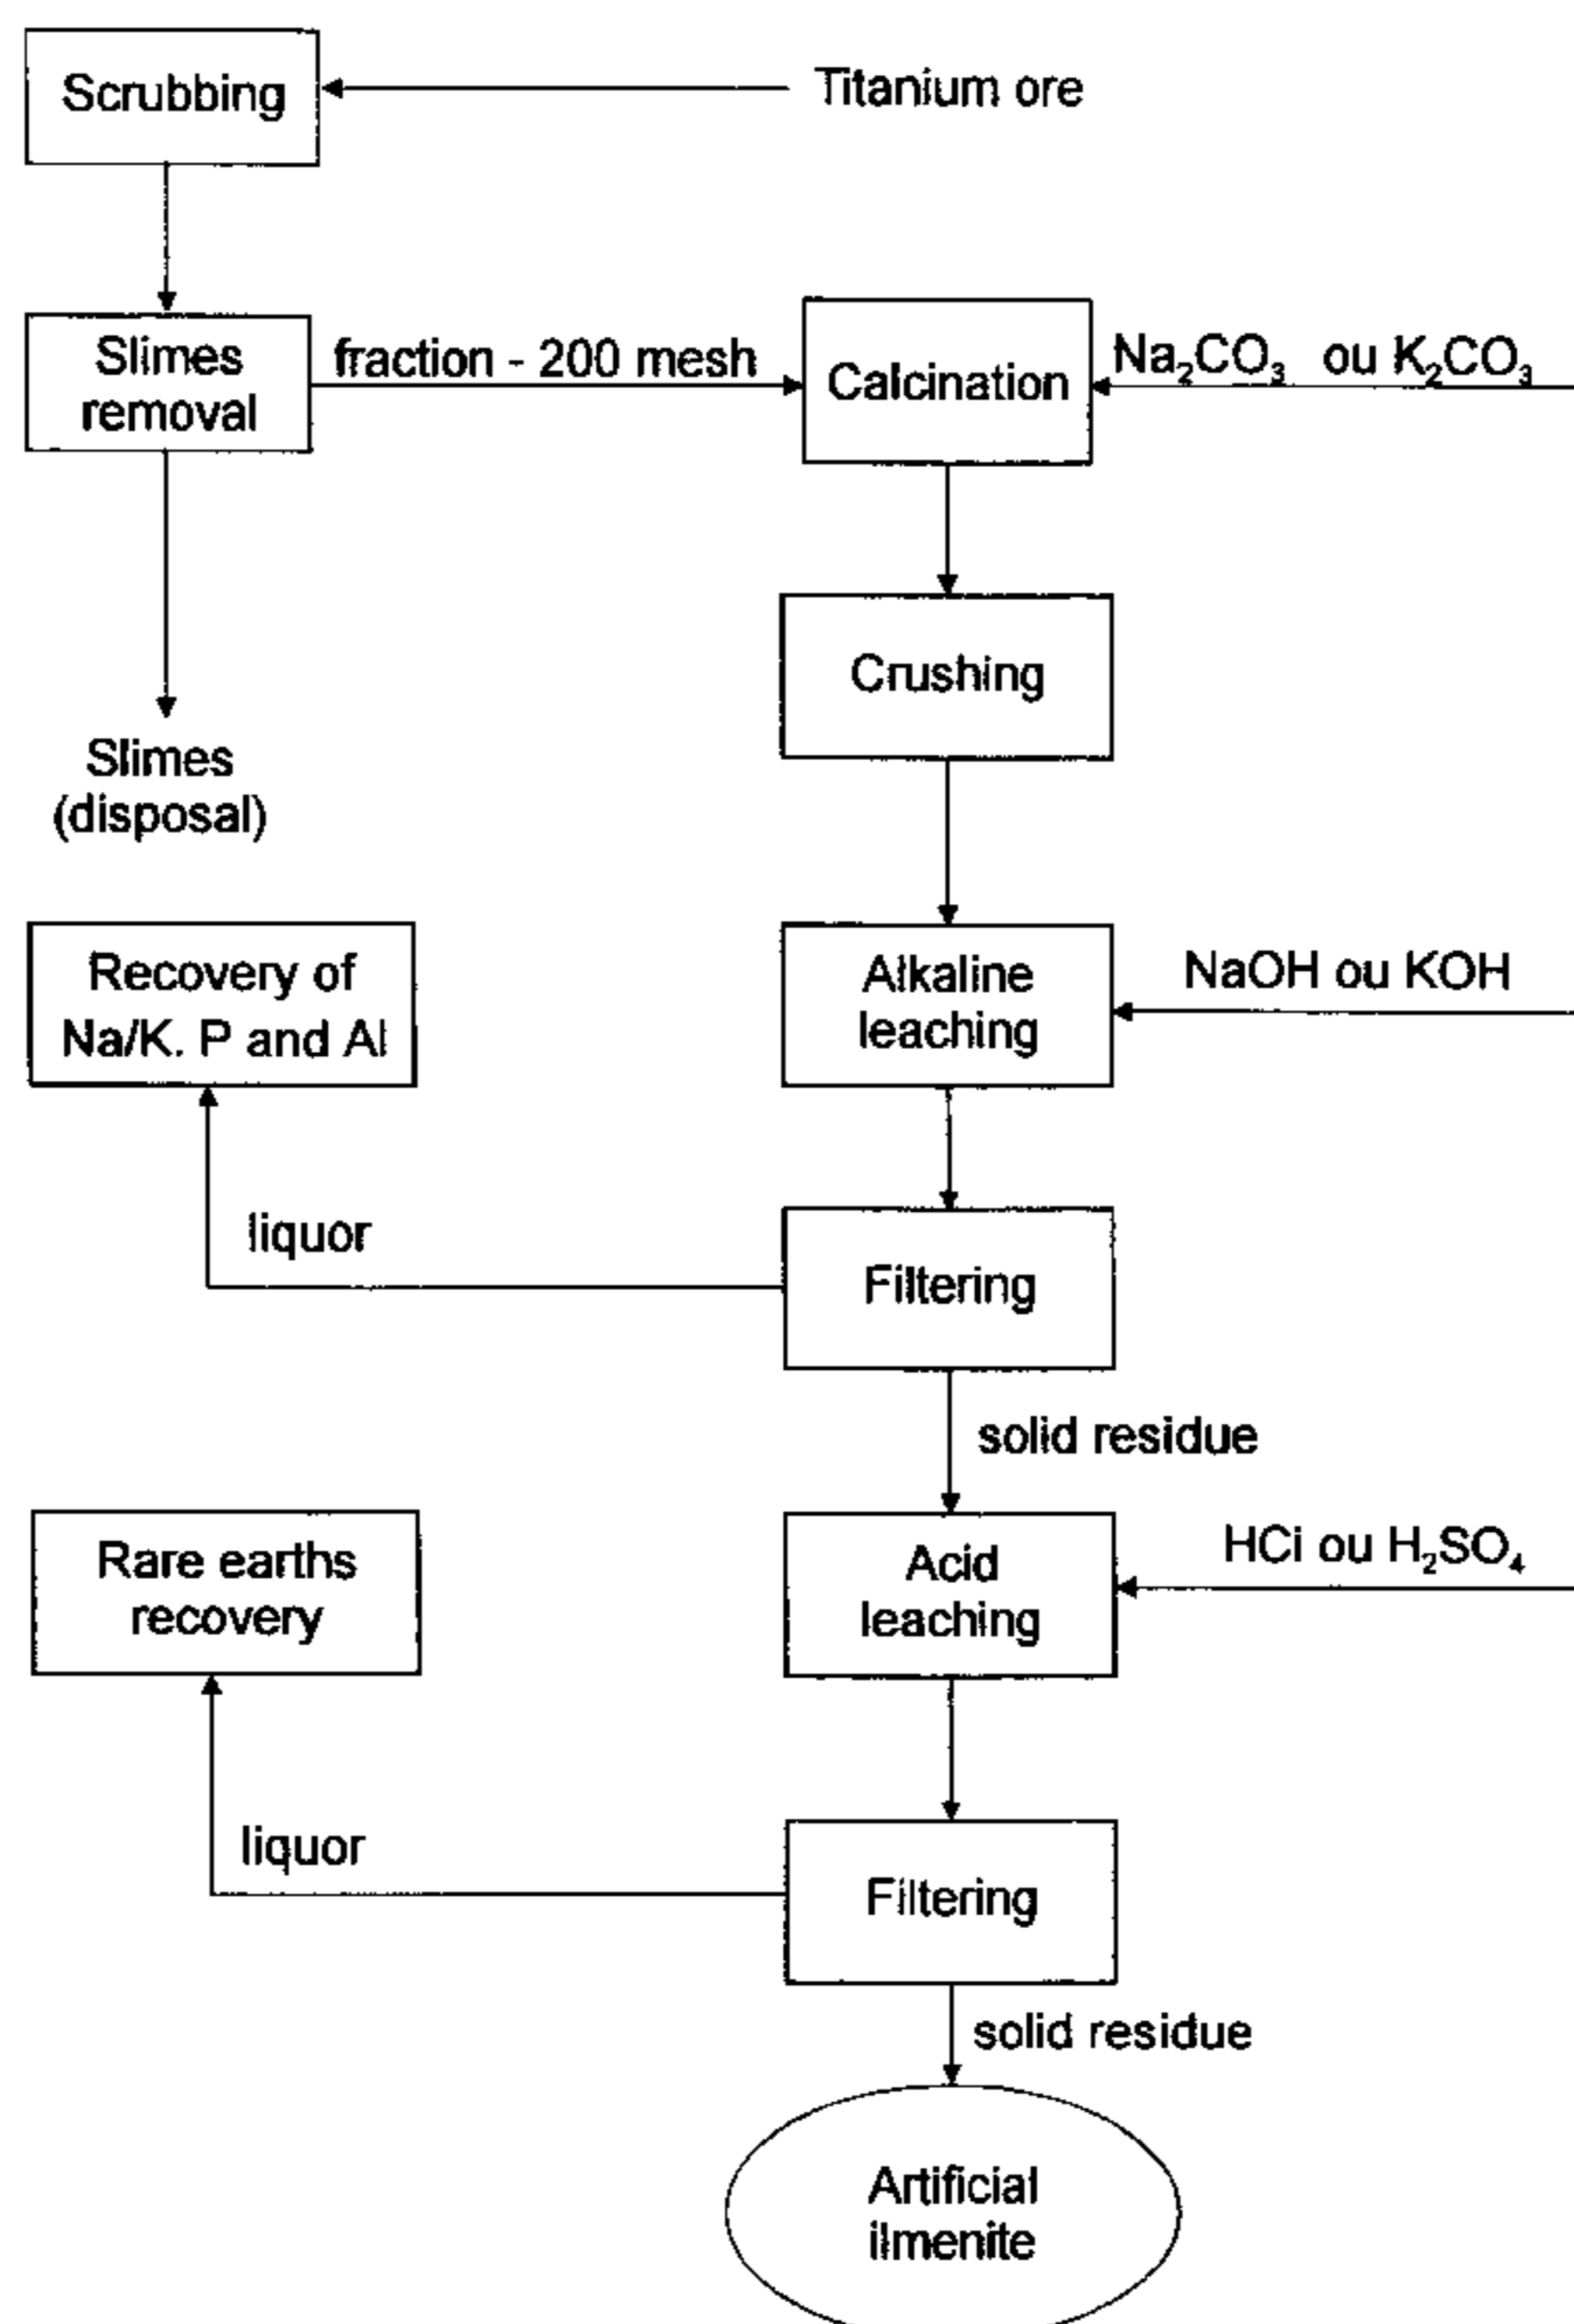 Scrubbing
Titanium ore
Slimes
removal
fraction - 200 mesh
Calcination
Na₂CO₃ ou K₂CO₃
Crushing
Slimes
(disposal)
Recovery of
Na/K. P and Al
Alkaline
leaching
NaOH ou KOH
liquor
Filtering
solid residue
Rare earths
recovery
Acid
leaching
HCi ou H₂SO₄
liquor
Filtering
solid residue
Artificial
ilmenite